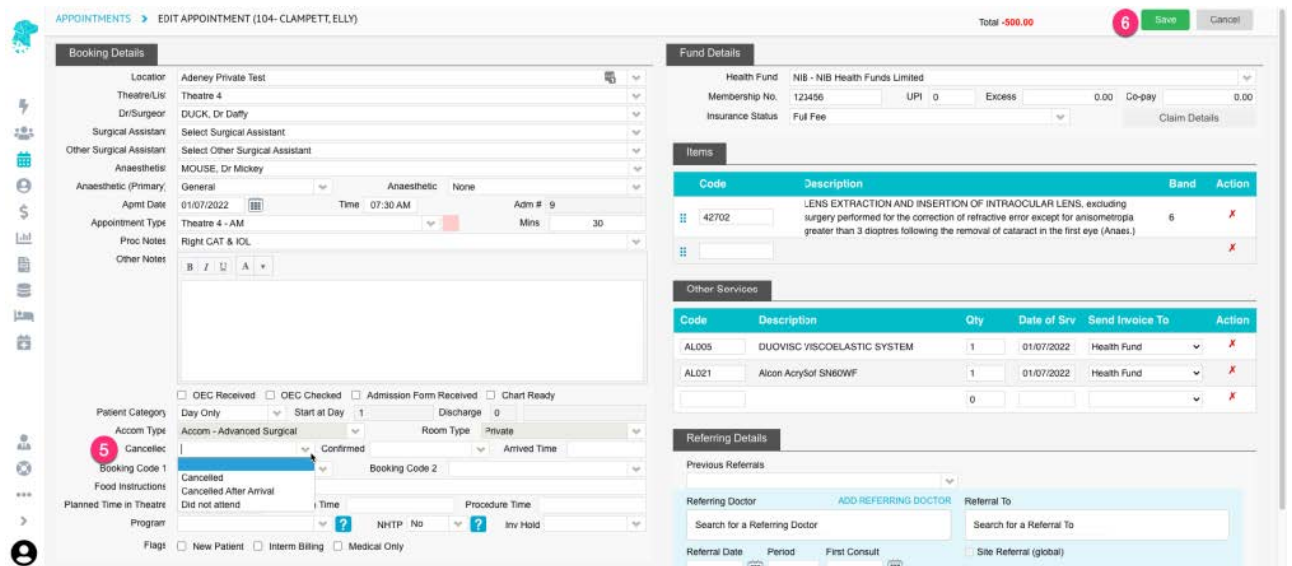 APPOINTMENTS > EDIT APPOINTMENT (104- CLAMPETT, ELLY)
Total -500.00
6
Save
Cancel
Booking Details
Locatior Adeney Private Test
Theatre/Lis Theatre 4
Dr/Surgeor DUCK, Dr Daffy
Surgical Assistant Select Surgical Assistant
Other Surgical Assistant Select Other Surgical Assistant
Anaesthetis MOUSE, Dr Mickey
Anaesthetic (Primary) General Anaesthetic None
Apmt Date 01/07/2022 Time 07:30 AM Adm # 9
Appointment Type Theatre 4 - AM Mins 30
Proc Notes Right CAT & IOL
Other Notes
B I U A
OEC Received OEC Checked Admission Form Received Chart Ready
Patient Category Day Only Start at Day 1 Discharge 0
Accom Type Accom - Advanced Surgical Room Type Private
5 Cancellec Confirmed Arrived Time
Booking Code 1 Booking Code 2
Cancelled
Cancelled After Arrival
Did not attend
Food Instructions
Planned Time in Theatre Time Procedure Time
Program ? NHTP No ? Inv Hold
Flags New Patient Interm Billing Medical Only
Fund Details
Health Fund NIB - NIB Health Funds Limited
Membership No. 123456 UPI 0 Excess 0.00 Co-pay 0.00
Insurance Status Full Fee Claim Details
Items
Code Description Band Action
42702 LENS EXTRACTION AND INSERTION OF INTRAOCULAR LENS, excluding
surgery performed for the correction of refractive error except for anisometropia 6 ✗
greater than 3 dioptres following the removal of cataract in the first eye (Anaes.)
✗
Other Services
Code Description Qty Date of Srv Send Invoice To Action
AL005 DUOVISC VISCOELASTIC SYSTEM 1 01/07/2022 Health Fund ✗
AL021 Alcon AcrySof SN60WF 1 01/07/2022 Health Fund ✗
0 ✗
Referring Details
Previous Referrals
Referring Doctor ADD REFERRING DOCTOR Referral To
Search for a Referring Doctor Search for a Referral To
Referral Date Period First Consult Site Referral (global)